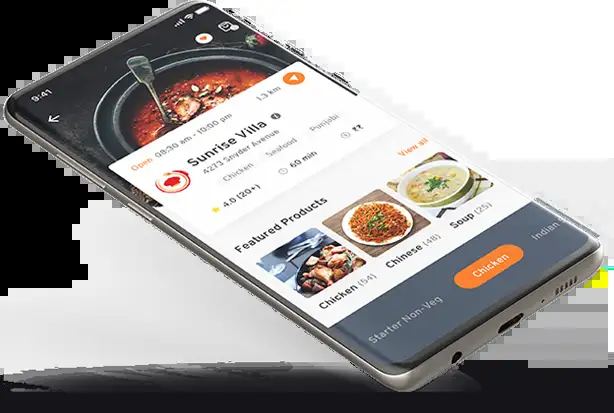 9:41
Open 08:30 am - 10:00 pm
1.3 km
Sunrise Villa
4273 Snyder Avenue
Chicken Seafood Punjabi
4.0 (20+)
60 min
₹₹
Featured Products
View all
Chicken (54)
Chinese (48)
Soup (25)
Starter Non-Veg
Chicken
Indian